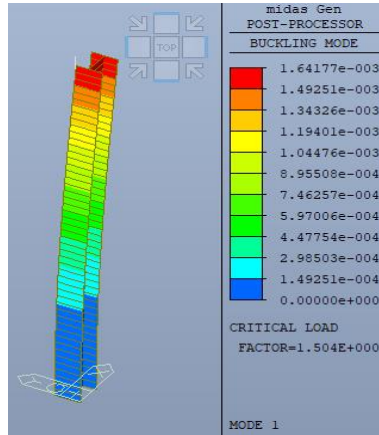 TOP
midas Gen
POST-PROCESSOR
BUCKLING MODE
1.64177e-003
1.49251e-003
1.34326e-003
1.19401e-003
1.04476e-003
8.95508e-004
7.46257e-004
5.97006e-004
4.47754e-004
2.98503e-004
1.49251e-004
0.00000e+000
CRITICAL LOAD
FACTOR=1.504E+000
MODE 1